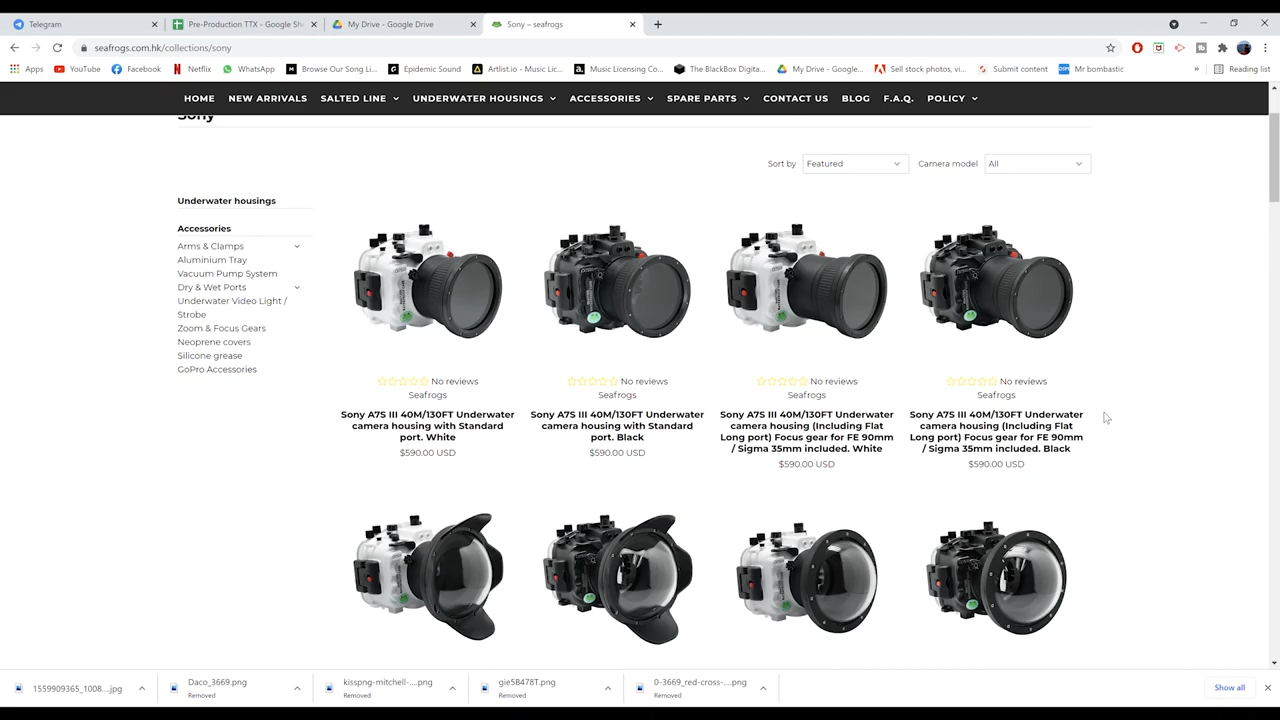 Telegram
Pre-Production TTX - Google She
My Drive - Google Drive
Sony – seafrogs
seafrogs.com.hk/collections/sony
Apps
YouTube
Facebook
Netflix
WhatsApp
Browse Our Song Li...
Epidemic Sound
Artlist.io - Music Lic...
Music Licensing Co...
The BlackBox Digita...
My Drive - Google...
Sell stock photos, vi...
Submit content
Mr bombastic
»
Reading list
HOME NEW ARRIVALS SALTED LINE UNDERWATER HOUSINGS ACCESSORIES SPARE PARTS CONTACT US BLOG F.A.Q. POLICY
Sony
Sort by Featured Camera model All
Underwater housings
Accessories
Arms & Clamps
Aluminium Tray
Vacuum Pump System
Dry & Wet Ports
Underwater Video Light /
Strobe
Zoom & Focus Gears
Neoprene covers
Silicone grease
GoPro Accessories
No reviews
Seafrogs
Sony A7S III 40M/130FT Underwater
camera housing with Standard
port. White
$590.00 USD
No reviews
Seafrogs
Sony A7S III 40M/130FT Underwater
camera housing with Standard
port. Black
$590.00 USD
No reviews
Seafrogs
Sony A7S III 40M/130FT Underwater
camera housing (Including Flat
Long port) Focus gear for FE 90mm
/ Sigma 35mm included. White
$590.00 USD
No reviews
Seafrogs
Sony A7S III 40M/130FT Underwater
camera housing (Including Flat
Long port) Focus gear for FE 90mm
/ Sigma 35mm included. Black
$590.00 USD
1559909365_1008....jpg
Daco_3669.png
Removed
kisspng-mitchell-....png
Removed
gie5B478T.png
Removed
0-3669_red-cross-....png
Removed
Show all